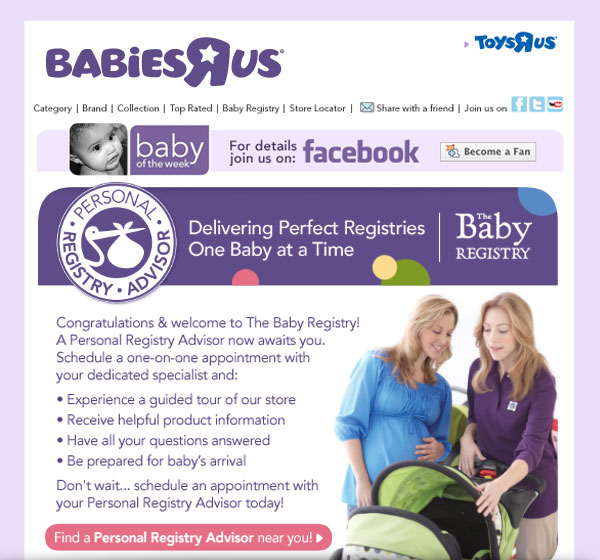 BABIESRUS
TOYSRUS
Category | Brand | Collection | Top Rated | Baby Registry | Store Locator | Share with a friend | Join us on
baby
of the week
For details
join us on: facebook
Become a Fan
PERSONAL
REGISTRY • ADVISOR
Delivering Perfect Registries
One Baby at a Time
The
Baby
REGISTRY
Congratulations & welcome to The Baby Registry!
A Personal Registry Advisor now awaits you.
Schedule a one-on-one appointment with
your dedicated specialist and:
• Experience a guided tour of our store
• Receive helpful product information
• Have all your questions answered
• Be prepared for baby's arrival
Don't wait... schedule an appointment with
your Personal Registry Advisor today!
Find a Personal Registry Advisor near you!